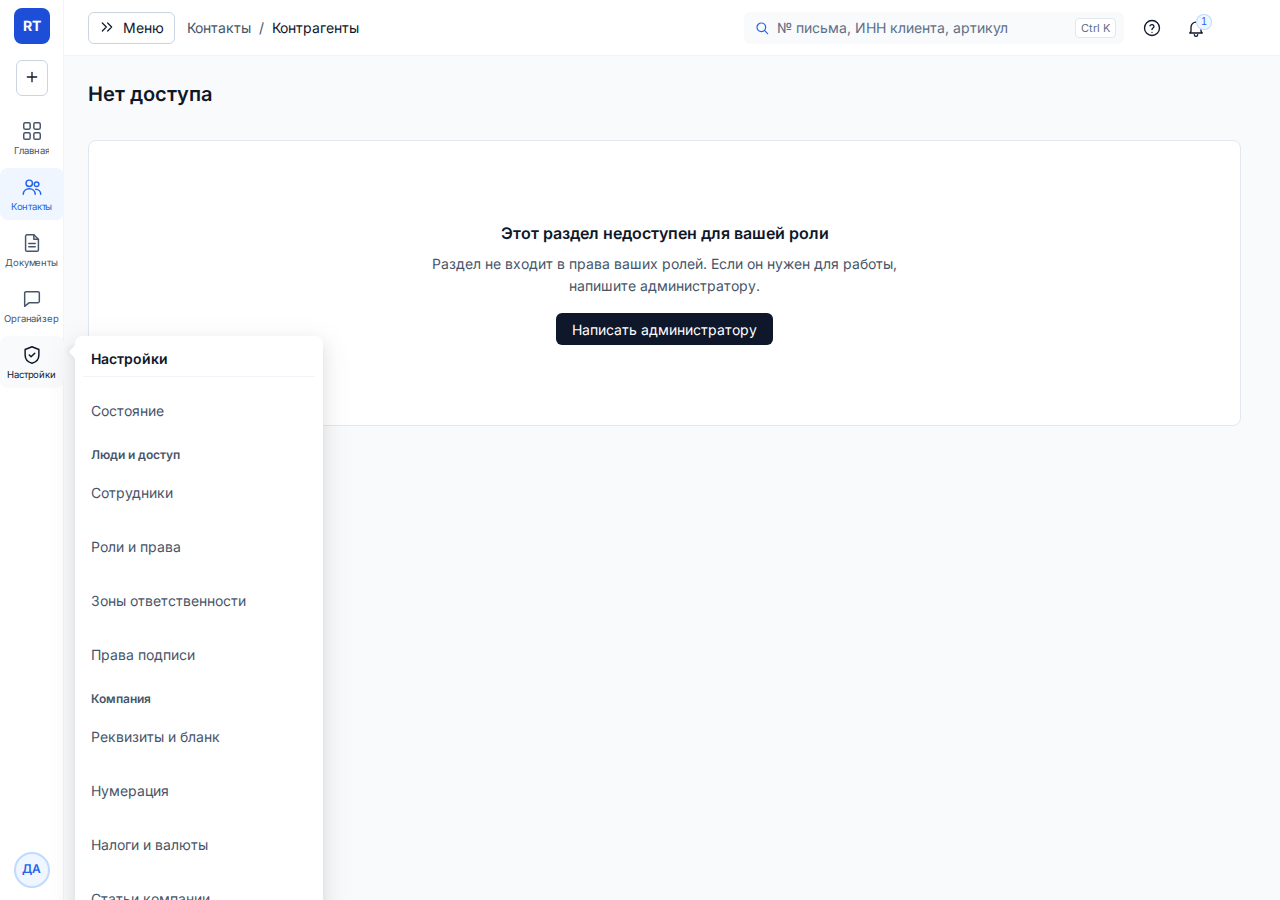 RT
Меню
Контакты / Контрагенты
№ письма, ИНН клиента, артикул
Ctrl K
1
Нет доступа
Главная
Контакты
Документы
Органайзер
Настройки
Этот раздел недоступен для вашей роли
Раздел не входит в права ваших ролей. Если он нужен для работы,
напишите администратору.
Написать администратору
Настройки
Состояние
Люди и доступ
Сотрудники
Роли и права
Зоны ответственности
Права подписи
Компания
Реквизиты и бланк
Нумерация
Налоги и валюты
Статьи компании
ДА